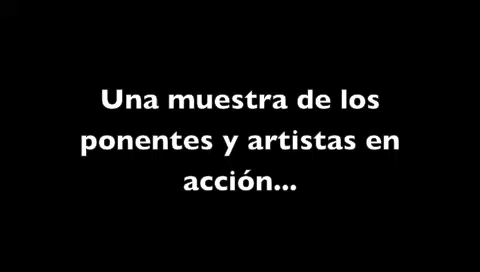 Una muestra de los
ponentes y artistas en
acción...